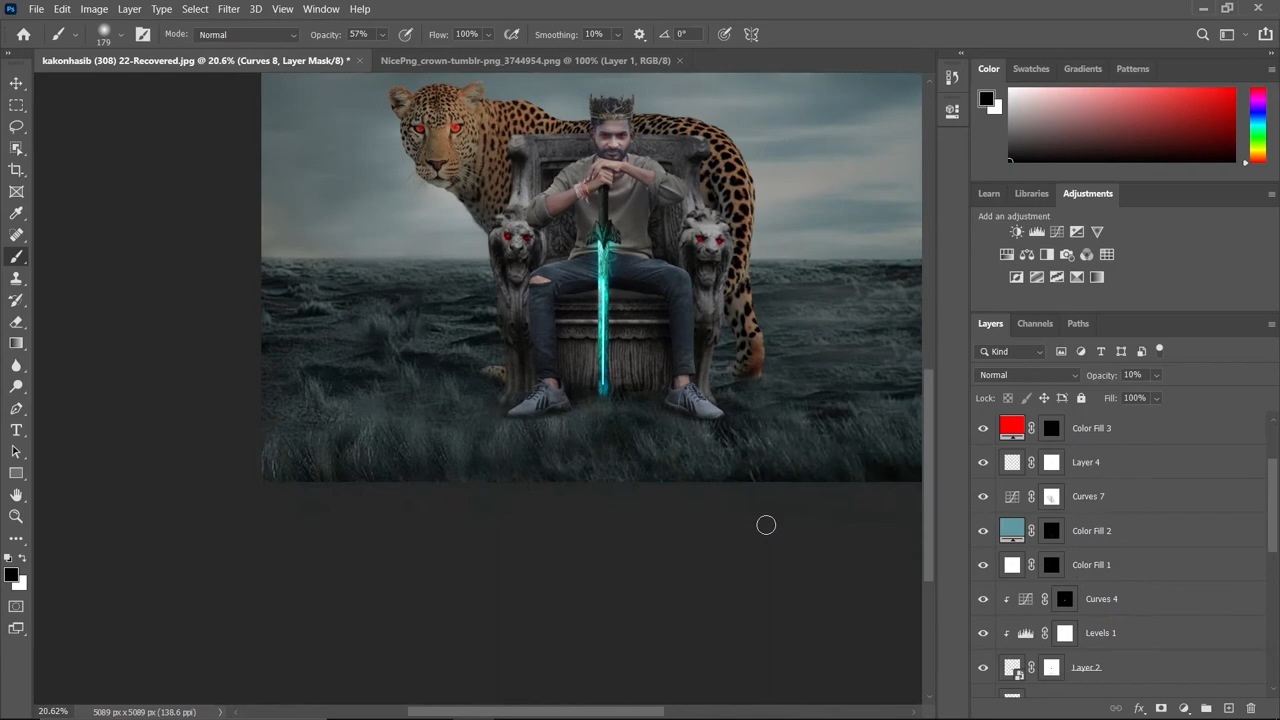 Ps File Edit Image Layer Type Select Filter 3D View Window Help
179 Mode: Normal Opacity: 57% Flow: 100% Smoothing: 10% 0°
kakonhasib (308) 22-Recovered.jpg @ 20.6% (Curves 8, Layer Mask/8) *
NicePng_crown-tumblr-png_3744954.png @ 100% (Layer 1, RGB/8)
Color Swatches Gradients Patterns
Learn Libraries Adjustments
Add an adjustment
Layers Channels Paths
Kind
Normal Opacity: 10%
Lock: Fill: 100%
Color Fill 3
Layer 4
Curves 7
Color Fill 2
Color Fill 1
Curves 4
Levels 1
Layer 2
fx
20.62% 5089 px x 5089 px (138.6 ppi)